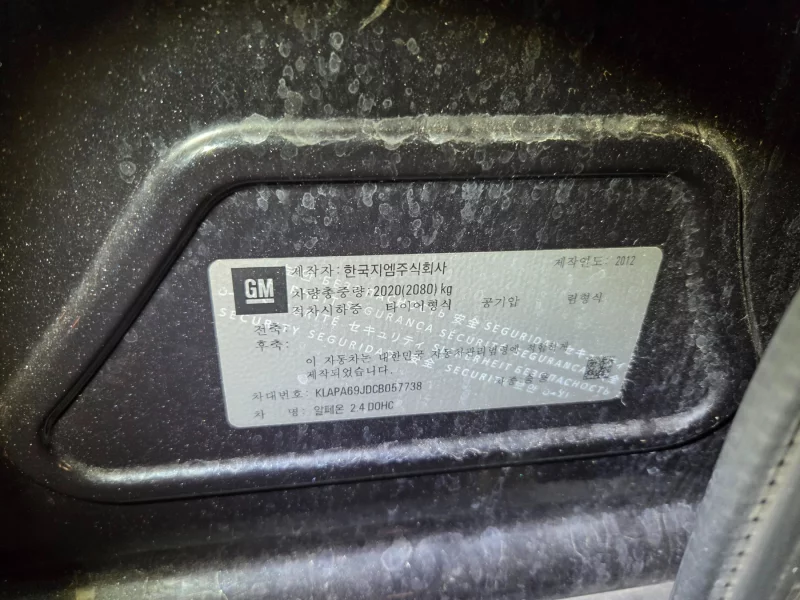 GM
제작자 : 한국지엠주식회사
제작연도 : 2012
차량총중량 : 2020(2080) kg
적차시하중 타이어형식 공기압 림형식
전축 :
후축 :
이 자동차는 대한민국 자동차관리법령에 적합하게
제작되었습니다.
차대번호 : KLAPA69JDCB057738
차 명 : 알페온 2.4 DOHC